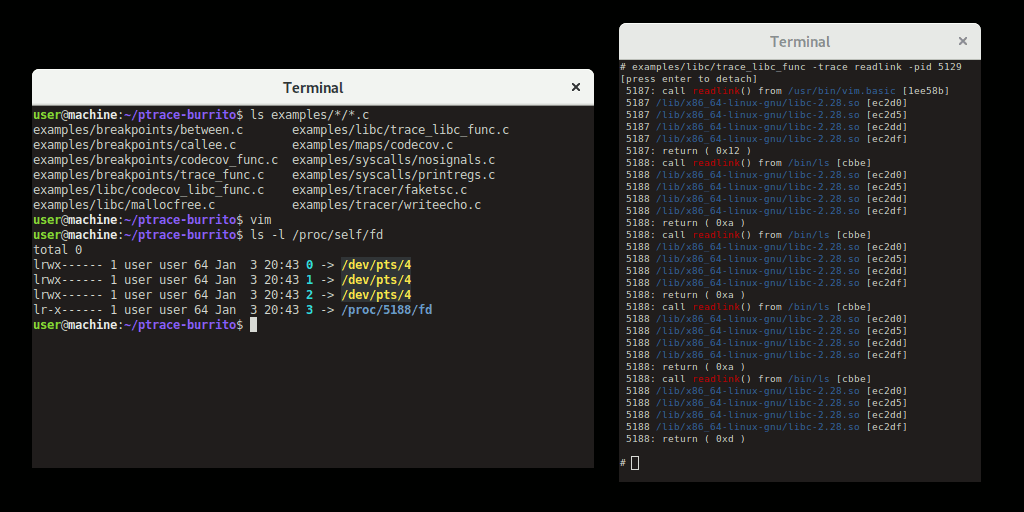 Terminal ×
user@machine:~/ptrace-burrito$ ls examples/*/*.c
examples/breakpoints/between.c       examples/libc/trace_libc_func.c
examples/breakpoints/callee.c        examples/maps/codecov.c
examples/breakpoints/codecov_func.c  examples/syscalls/nosignals.c
examples/breakpoints/trace_func.c    examples/syscalls/printregs.c
examples/libc/codecov_libc_func.c    examples/tracer/faketsc.c
examples/libc/mallocfree.c           examples/tracer/writeecho.c
user@machine:~/ptrace-burrito$ vim
user@machine:~/ptrace-burrito$ ls -l /proc/self/fd
total 0
lrwx------ 1 user user 64 Jan  3 20:43 0 -> /dev/pts/4
lrwx------ 1 user user 64 Jan  3 20:43 1 -> /dev/pts/4
lrwx------ 1 user user 64 Jan  3 20:43 2 -> /dev/pts/4
lr-x------ 1 user user 64 Jan  3 20:43 3 -> /proc/5188/fd
user@machine:~/ptrace-burrito$
Terminal ×
# examples/libc/trace_libc_func -trace readlink -pid 5129
[press enter to detach]
5187: call readlink() from /usr/bin/vim.basic [1ee58b]
5187 /lib/x86_64-linux-gnu/libc-2.28.so [ec2d0]
5187 /lib/x86_64-linux-gnu/libc-2.28.so [ec2d5]
5187 /lib/x86_64-linux-gnu/libc-2.28.so [ec2dd]
5187 /lib/x86_64-linux-gnu/libc-2.28.so [ec2df]
5187: return ( 0x12 )
5188: call readlink() from /bin/ls [cbbe]
5188 /lib/x86_64-linux-gnu/libc-2.28.so [ec2d0]
5188 /lib/x86_64-linux-gnu/libc-2.28.so [ec2d5]
5188 /lib/x86_64-linux-gnu/libc-2.28.so [ec2dd]
5188 /lib/x86_64-linux-gnu/libc-2.28.so [ec2df]
5188: return ( 0xa )
5188: call readlink() from /bin/ls [cbbe]
5188 /lib/x86_64-linux-gnu/libc-2.28.so [ec2d0]
5188 /lib/x86_64-linux-gnu/libc-2.28.so [ec2d5]
5188 /lib/x86_64-linux-gnu/libc-2.28.so [ec2dd]
5188 /lib/x86_64-linux-gnu/libc-2.28.so [ec2df]
5188: return ( 0xa )
5188: call readlink() from /bin/ls [cbbe]
5188 /lib/x86_64-linux-gnu/libc-2.28.so [ec2d0]
5188 /lib/x86_64-linux-gnu/libc-2.28.so [ec2d5]
5188 /lib/x86_64-linux-gnu/libc-2.28.so [ec2dd]
5188 /lib/x86_64-linux-gnu/libc-2.28.so [ec2df]
5188: return ( 0xa )
5188: call readlink() from /bin/ls [cbbe]
5188 /lib/x86_64-linux-gnu/libc-2.28.so [ec2d0]
5188 /lib/x86_64-linux-gnu/libc-2.28.so [ec2d5]
5188 /lib/x86_64-linux-gnu/libc-2.28.so [ec2dd]
5188 /lib/x86_64-linux-gnu/libc-2.28.so [ec2df]
5188: return ( 0xd )
#